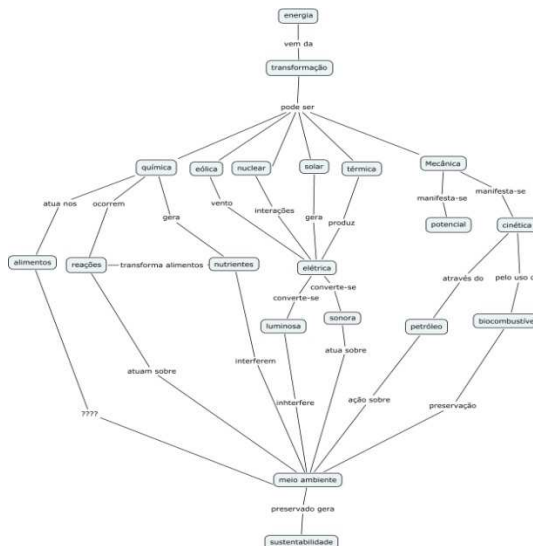 energia
vem da
transformação
pode ser
química
eólica
nuclear
solar
térmica
Mecânica
atua nos
ocorrem
gera
vento
interações
gera
produz
manifesta-se
manifesta-se
potencial
cinética
alimentos
reações
transforma alimentos
nutrientes
elétrica
converte-se
converte-se
através do
pelo uso d
luminosa
sonora
petróleo
biocombustíve
atuam sobre
interferem
inhterfere
atua sobre
ação sobre
preservação
????
meio ambiente
preservado gera
sustentabilidade